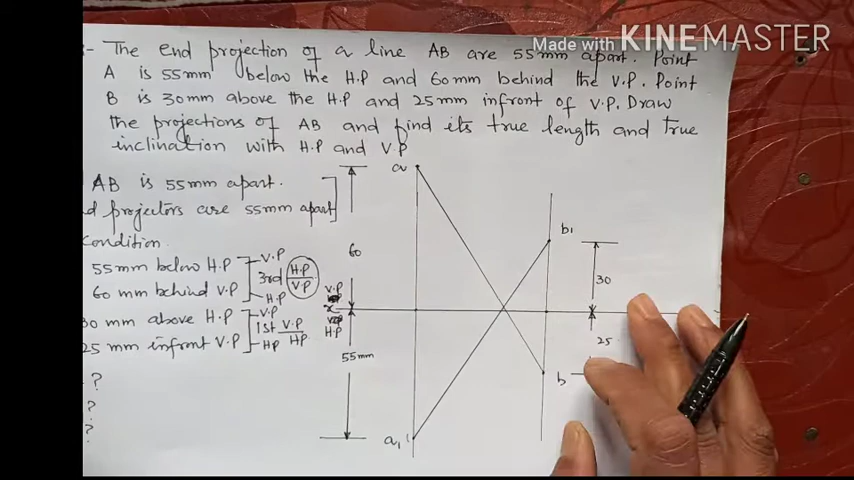 Made with KINEMASTER
:- The end projection of a line AB are 55mm apart. Point
A is 55mm below the H.P and 60mm behind the V.P. Point
B is 30mm above the H.P and 25mm infront of V.P. Draw
the projections of AB and find its true length and True
inclination with H.P and V.P
AB is 55mm apart.
d projectors are 55mm apart
Condition
55mm below H.P V.P 3rd H.P/V.P
60 mm behind V.P H.P
30 mm above H.P V.P 1st V.P/HP
25 mm infront V.P HP
?
?
?
a
60
V.P
x
H.P
55mm
a1'
b1
30
25
b